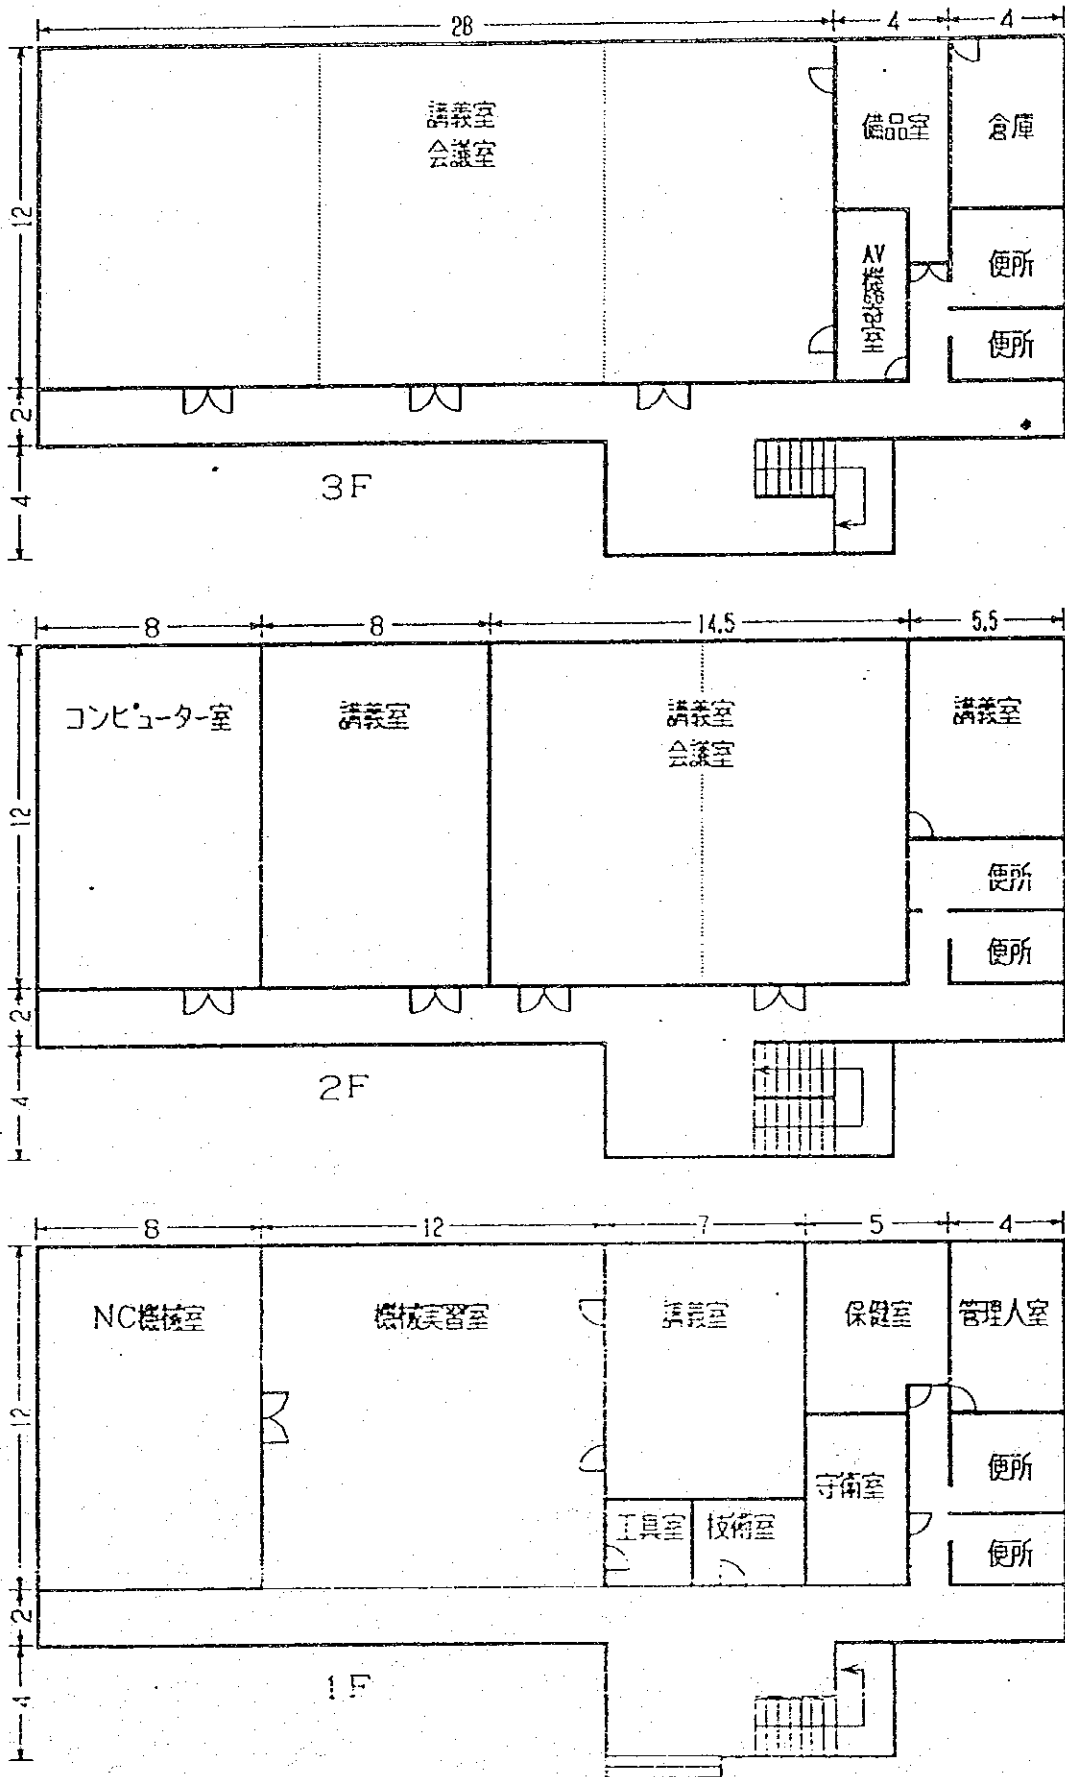 28
4
4
12
2
4
講義室
会議室
備品室
倉庫
AV機器室
便所
便所
3F
8
8
14.5
5.5
12
2
4
コンピューター室
講義室
講義室
会議室
講義室
便所
便所
2F
8
12
7
5
4
12
2
4
NC機械室
機械実習室
講義室
保健室
管理人室
守衛室
工具室
技術室
便所
便所
1F